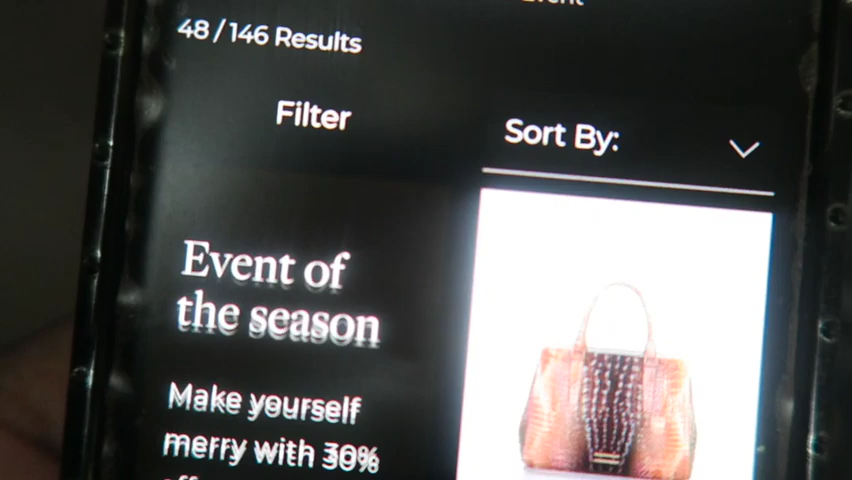 48/146 Results
Filter
Sort By:
Event of
the season
Make yourself
merry with 30%